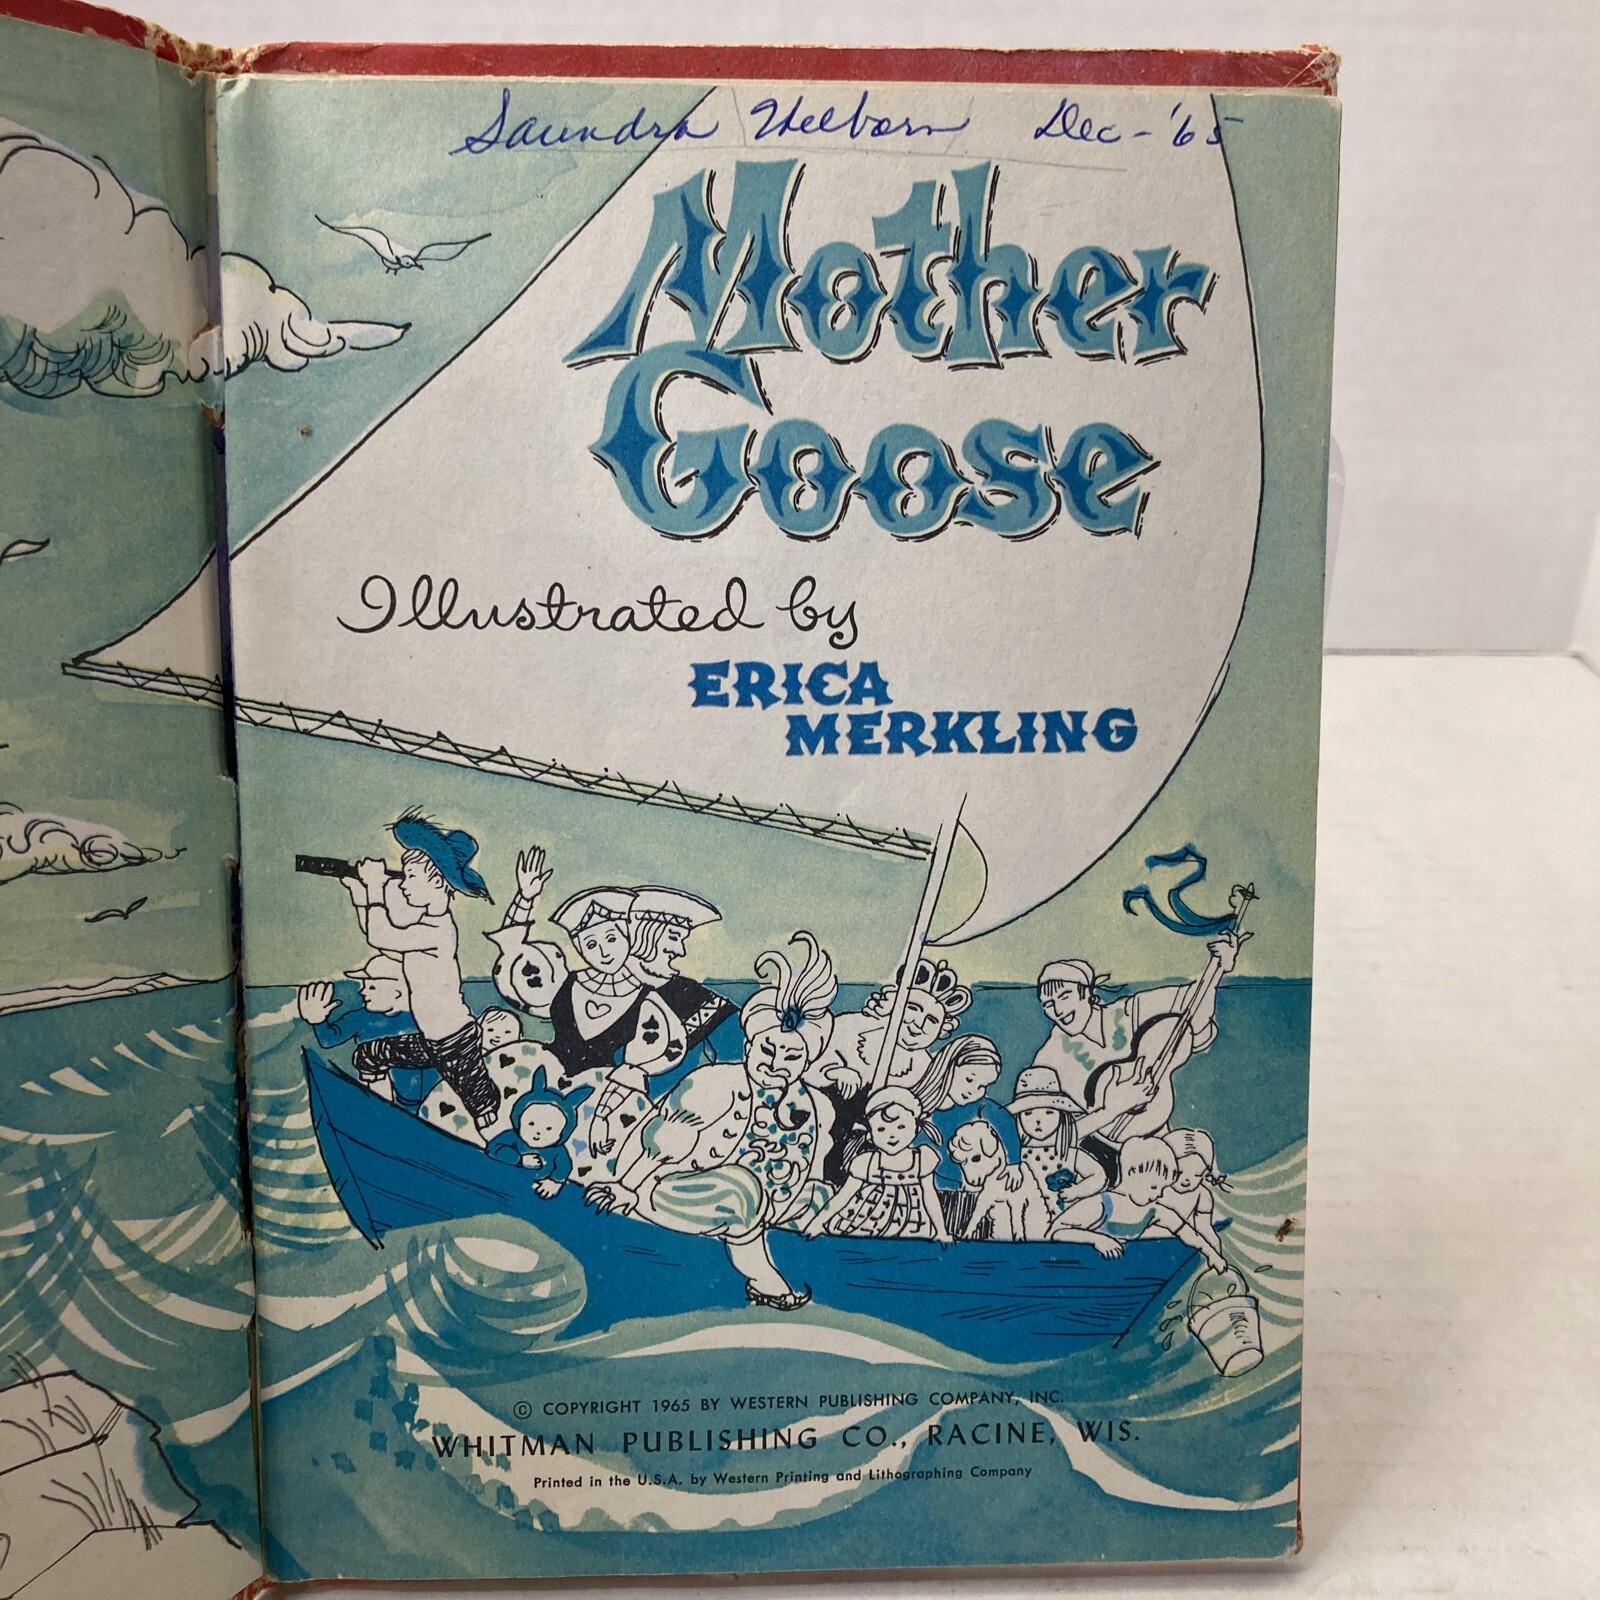 Saundra Welborn Dec - '65
Mother
Goose
Illustrated by
ERICA
MERKLING
© COPYRIGHT 1965 BY WESTERN PUBLISHING COMPANY, INC.
WHITMAN PUBLISHING CO., RACINE, WIS.
Printed in the U.S.A. by Western Printing and Lithographing Company